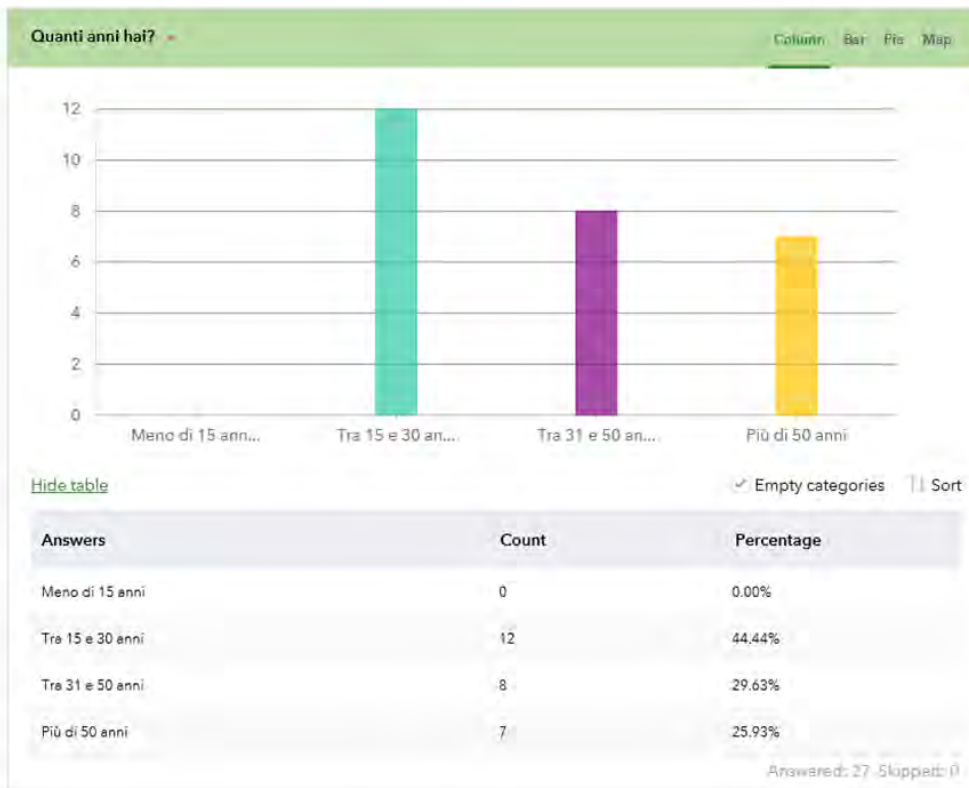 Quanti anni hai?
Column Bar Pie Map
12
10
8
6
4
2
0
Meno di 15 ann... Tra 15 e 30 an... Tra 31 e 50 an... Più di 50 anni
Hide table
Empty categories Sort
Answers Count Percentage
Meno di 15 anni 0 0.00%
Tra 15 e 30 anni 12 44.44%
Tra 31 e 50 anni 8 29.63%
Più di 50 anni 7 25.93%
Answered: 27 Skipped: 0